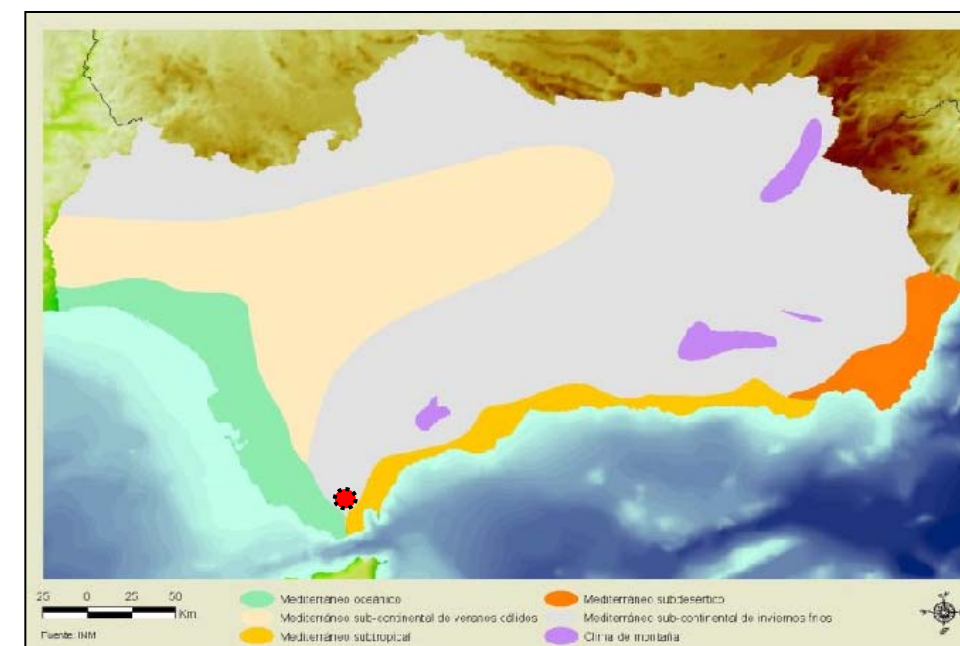 25 0 25 50
Km
Fuente: INM
Mediterráneo oceánico
Mediterráneo sub-continental de veranos cálidos
Mediterráneo subtropical
Mediterráneo subdesértico
Mediterráneo sub-continental de inviernos frios
Clima de montaña